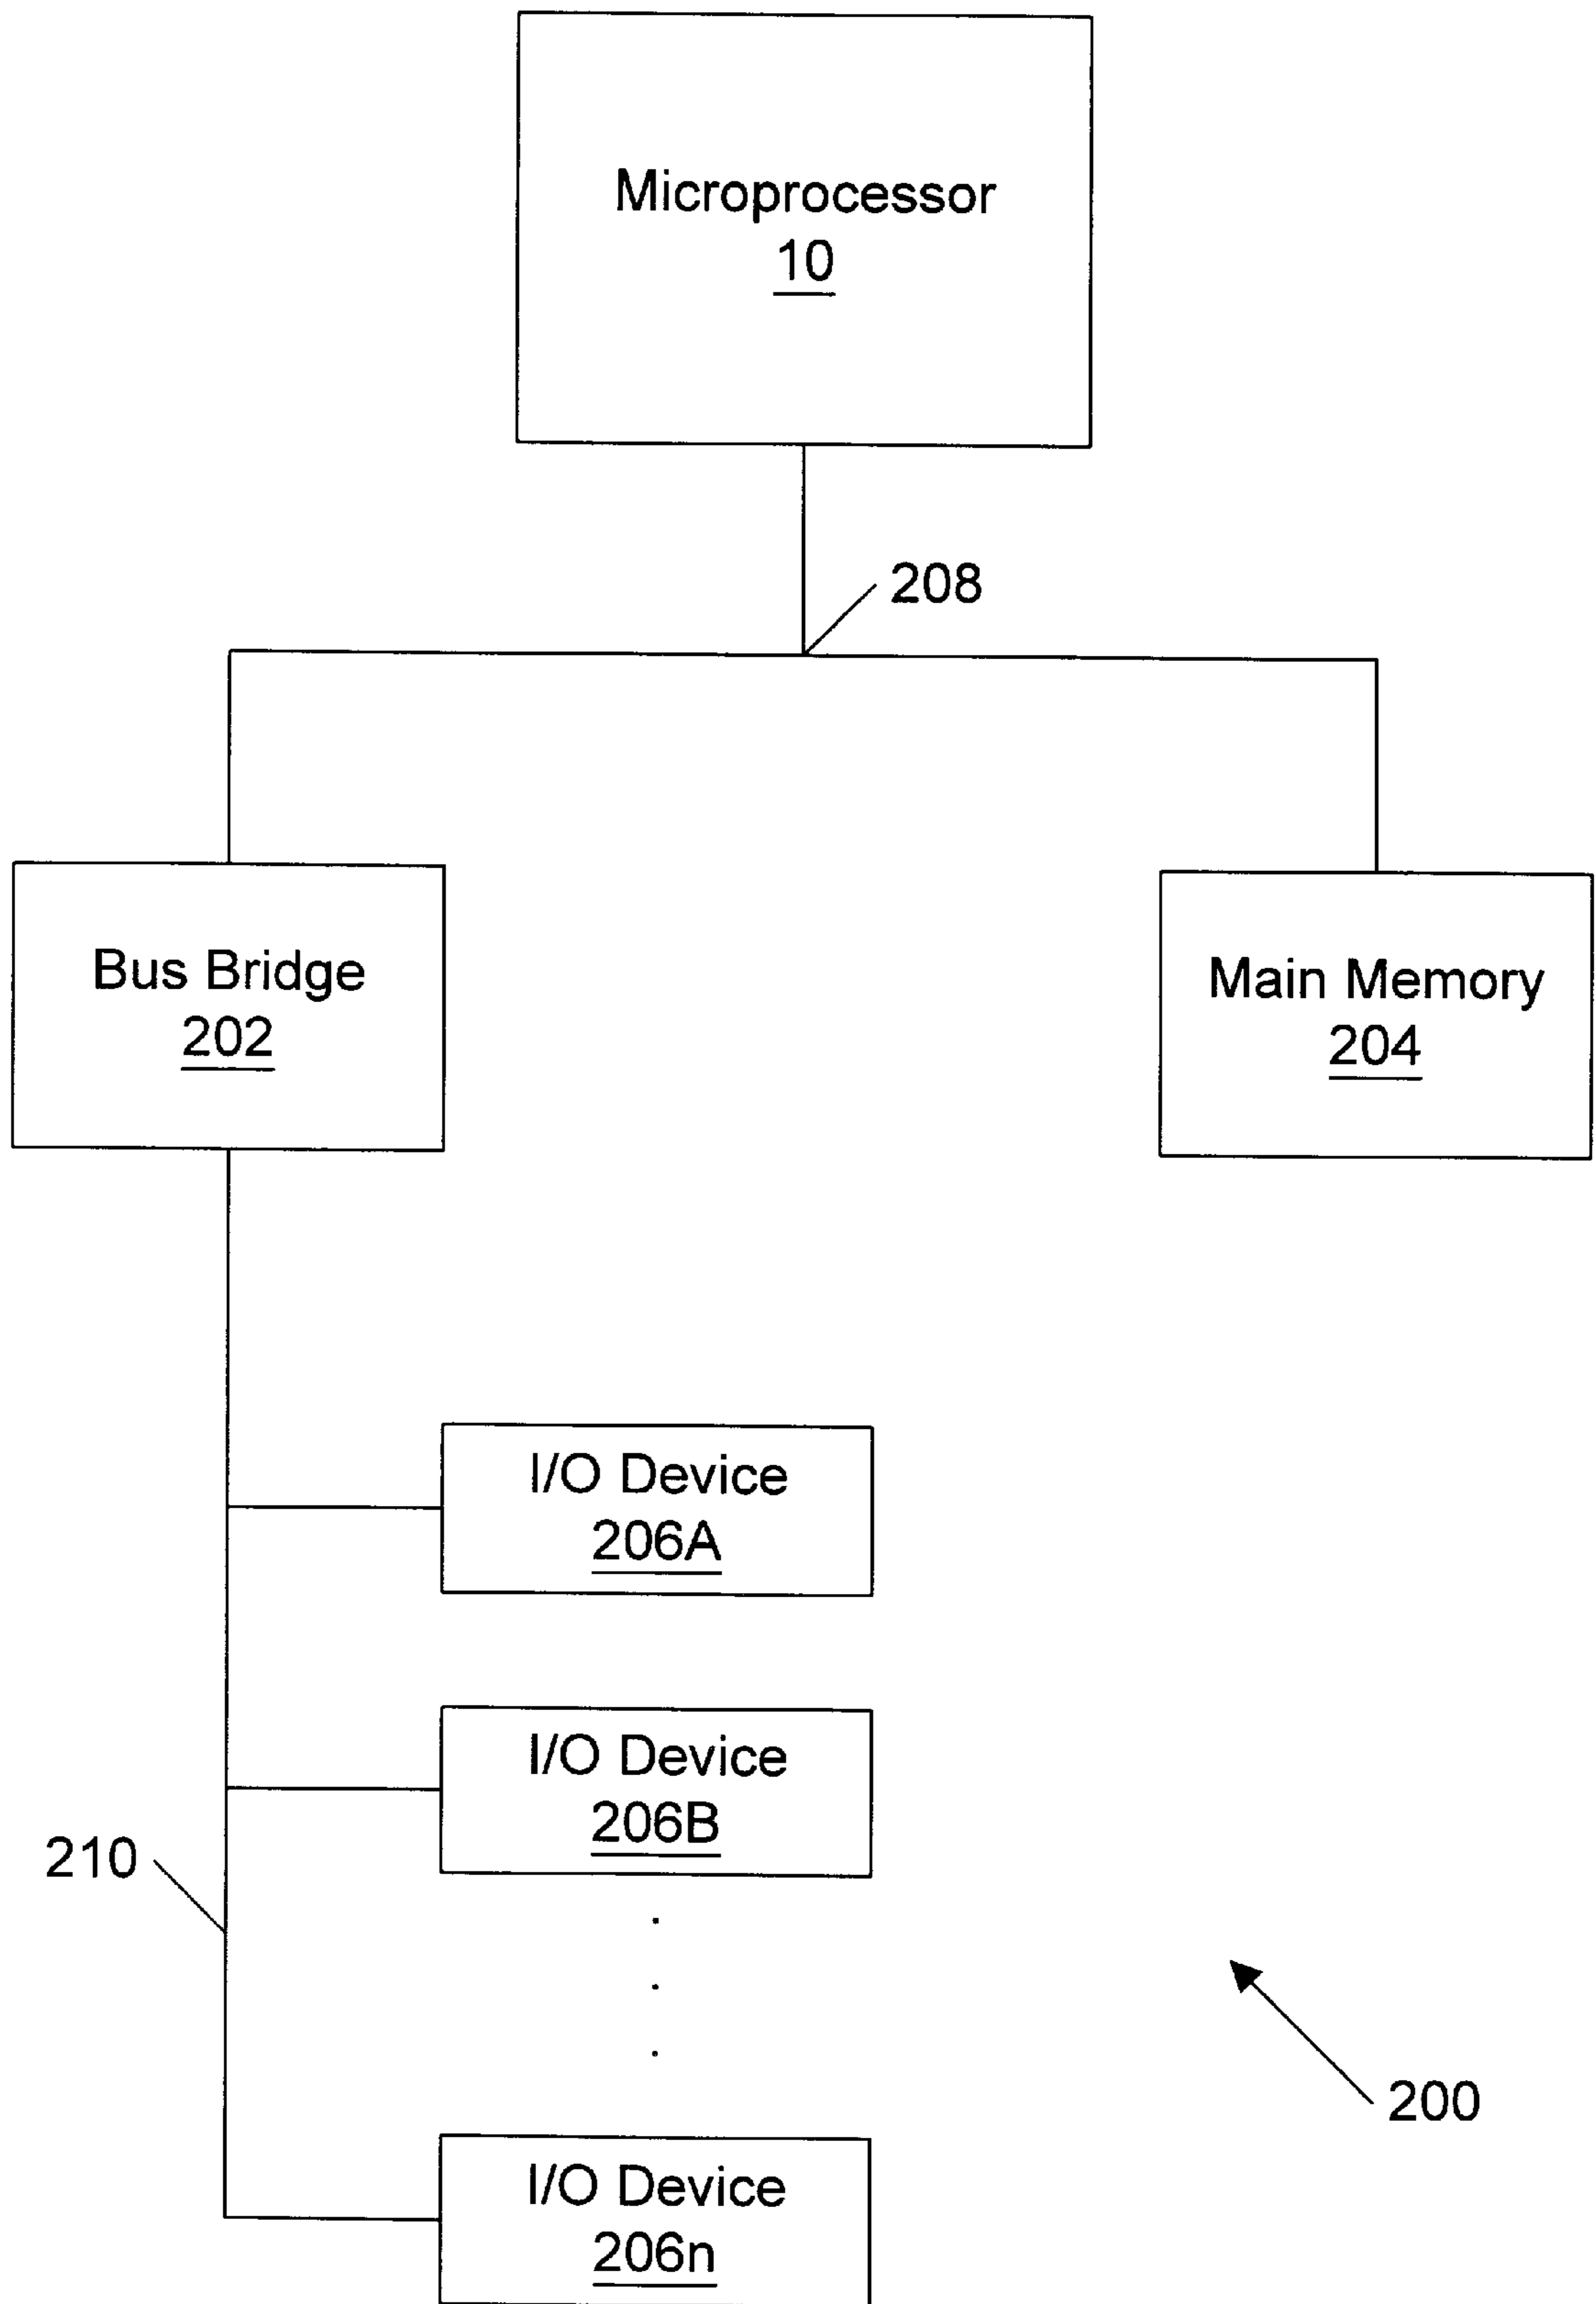 Microprocessor
10
208
Bus Bridge
202
Main Memory
204
I/O Device
206A
I/O Device
206B
210
200
I/O Device
206n